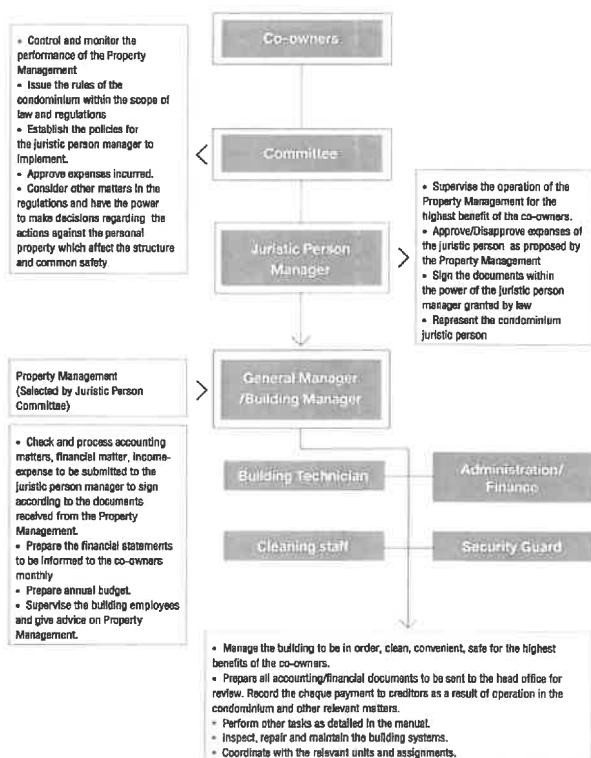 Co-owners
• Control and monitor the
performance of the Property
Management
• Issue the rules of the
condominium within the scope of
law and regulations
• Establish the policies for
the juristic person manager to
implement.
• Approve expenses incurred.
• Consider other matters in the
regulations and have the power
to make decisions regarding the
actions against the personal
property which affect the structure
and common safety
Committee
Juristic Person
Manager
• Supervise the operation of the
Property Management for the
highest benefit of the co-owners.
• Approve/Disapprove expenses of
the juristic person as proposed by
the Property Management
• Sign the documents within
the power of the juristic person
manager granted by law
• Represent the condominium
juristic person
Property Management
(Selected by Juristic Person
Committee)
General Manager
/Building Manager
• Check and process accounting
matters, financial matter, income-
expense to be submitted to the
juristic person manager to sign
according to the documents
received from the Property
Management.
• Prepare the financial statements
to be informed to the co-owners
monthly
• Prepare annual budget.
• Supervise the building employees
and give advice on Property
Management.
Building Technician
Administration/
Finance
Cleaning staff
Security Guard
• Manage the building to be in order, clean, convenient, safe for the highest
benefits of the co-owners.
• Prepare all accounting/financial documents to be sent to the head office for
review. Record the cheque payment to creditors as a result of operation in the
condominium and other relevant matters.
• Perform other tasks as detailed in the manual.
• Inspect, repair and maintain the building systems.
• Coordinate with the relevant units and assignments.